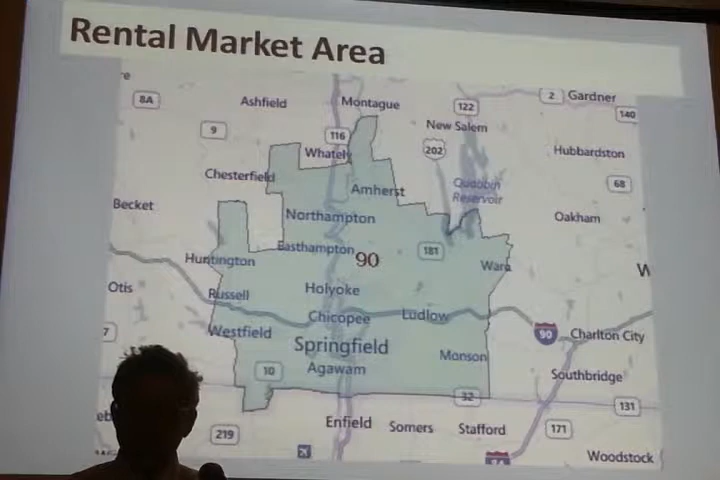 Rental Market Area
re
8A
Ashfield
Montague
122
2
Gardner
140
9
116
New Salem
Whately
202
Hubbardston
Chesterfield
68
Amherst
Quabbin
Reservoir
Becket
Northampton
Oakham
Easthampton
90
181
Huntington
Ware
W
Otis
Russell
Holyoke
Chicopee
Ludlow
7
Westfield
90
Charlton City
Springfield
Monson
10
Agawam
Southbridge
32
131
eb
219
Enfield
Somers
Stafford
171
Woodstock